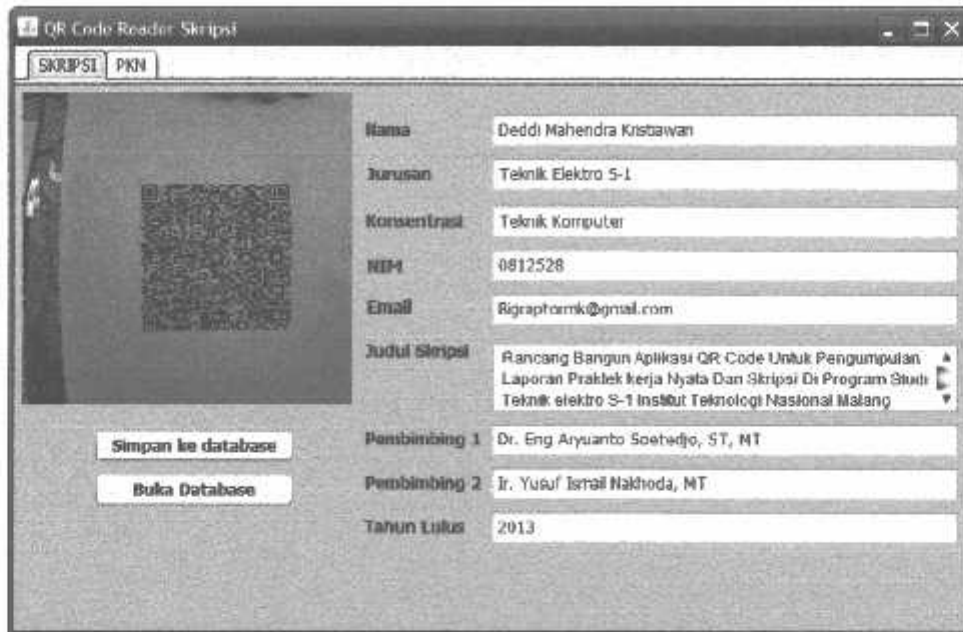 QR Code Reader Skripsi
SKRIPSI PKN
Nama Deddi Mahendra Kristiawan
Jurusan Teknik Elektro S-1
Konsentrasi Teknik Komputer
NIM 0812528
Email
Judul Skripsi Rancang Bangun Aplikasi QR Code Untuk Pengumpulan
Laporan Praktek kerja Nyata Dan Skripsi Di Program Studi
Teknik elektro S-1 Institut Teknologi Nasional Malang
Simpan ke database
Buka Database
Pembimbing 1 Dr. Eng Aryuanto Soetedjo, ST, MT
Pembimbing 2 Ir. Yusuf Ismail Nakhoda, MT
Tahun Lulus 2013